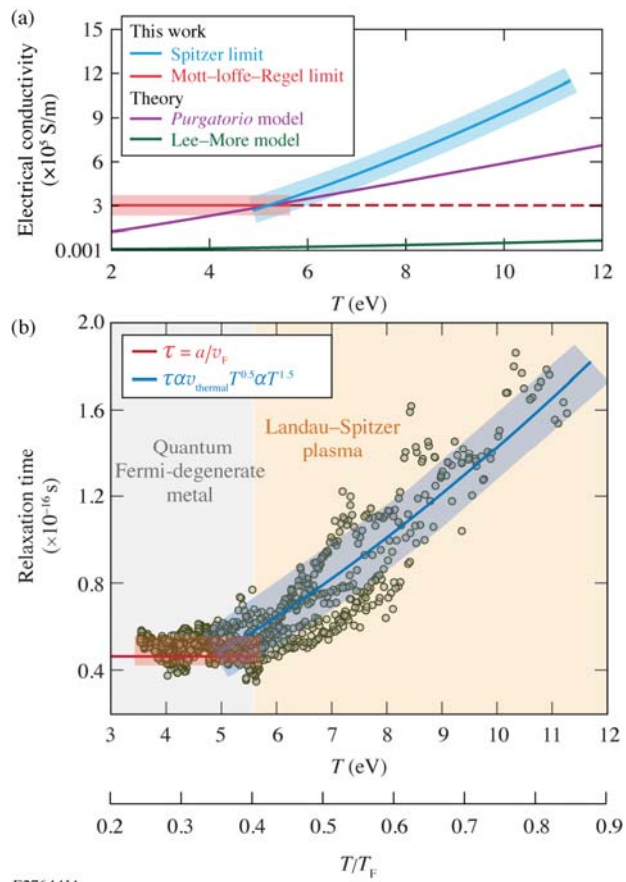 (a)
This work
Spitzer limit
Mott–Ioffe–Regel limit
Theory
Purgatorio model
Lee–More model
Electrical conductivity
(×10⁵ S/m)
15
12
9
6
3
0.001
2
4
6
8
10
12
T (eV)
(b)
τ = a/v_F
ταv_thermal T^0.5 αT^1.5
Quantum
Fermi-degenerate
metal
Landau–Spitzer
plasma
Relaxation time
(×10⁻¹⁶ s)
2.0
1.6
1.2
0.8
0.4
3
4
5
6
7
8
9
10
11
12
T (eV)
0.2
0.3
0.4
0.5
0.6
0.7
0.8
0.9
T/T_F